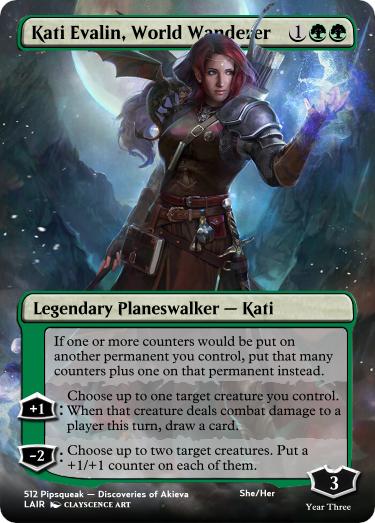 Kati Evalin, World Wanderer 1
Legendary Planeswalker — Kati
If one or more counters would be put on
another permanent you control, put that many
counters plus one on that permanent instead.
+1: Choose up to one target creature you control.
When that creature deals combat damage to a
player this turn, draw a card.
-2: Choose up to two target creatures. Put a
+1/+1 counter on each of them.
3
512 Pipsqueak — Discoveries of Akieva She/Her
LAIR CLAYSCENCE ART Year Three